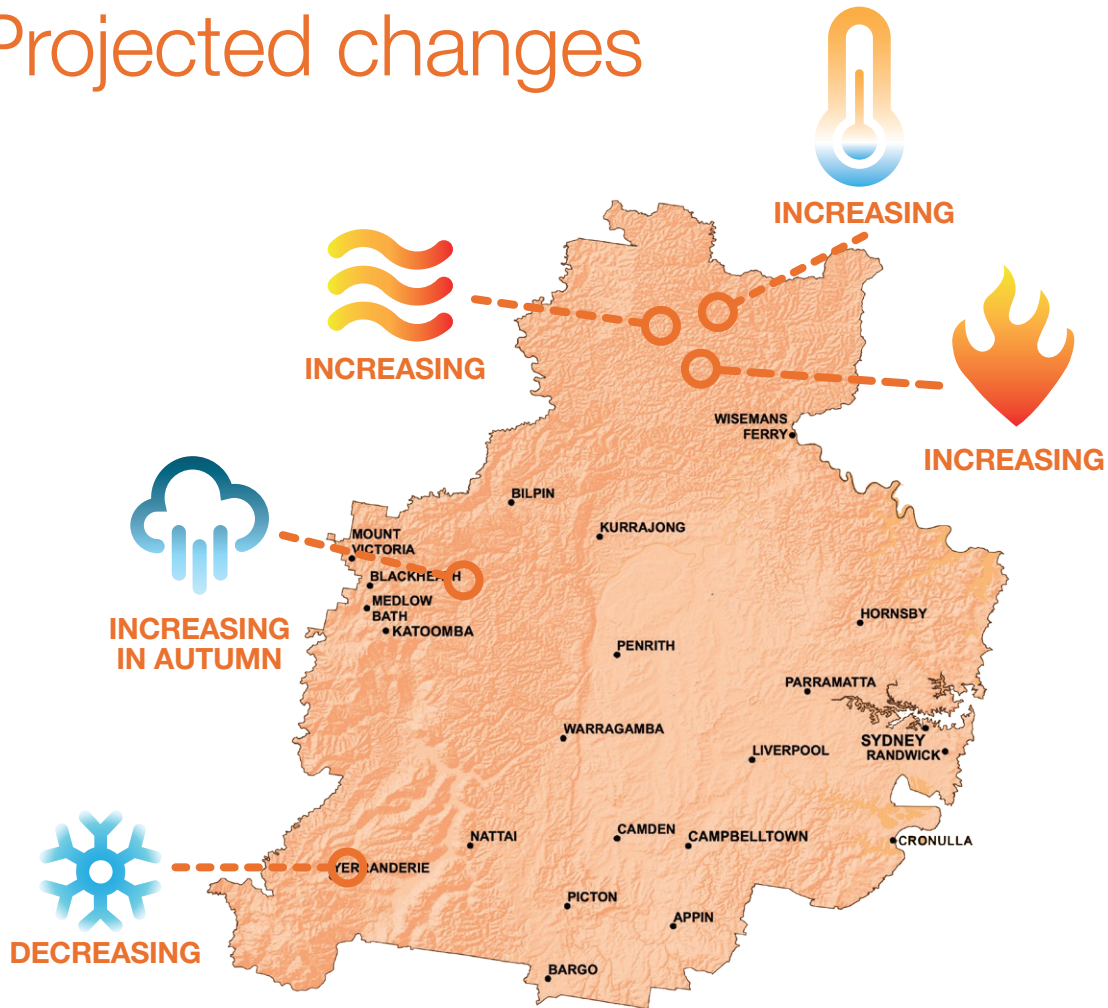 Projected changes
INCREASING
INCREASING
INCREASING
WISEMANS
FERRY
BILPIN
KURRAJONG
MOUNT
VICTORIA
BLACKHEATH
MEDLOW
BATH
KATOOMBA
INCREASING
IN AUTUMN
HORNSBY
PENRITH
PARRAMATTA
WARRAGAMBA
SYDNEY
RANDWICK
LIVERPOOL
NATTAI
CAMDEN
CAMPBELLTOWN
CRONULLA
YERRANDERIE
PICTON
APPIN
DECREASING
BARGO